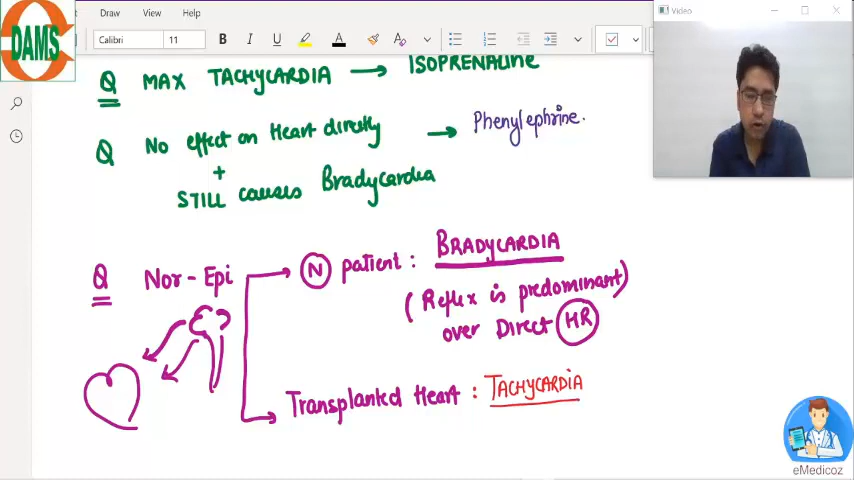 Draw View Help
Video
DAMS
Calibri 11 B I U A
Q MAX TACHYCARDIA → ISOPRENALINE
Q No effect on Heart directly → Phenylephrine.
+
STILL causes Bradycardia
Q Nor-Epi
N patient : BRADYCARDIA
(Reflex is predominant)
over Direct HR
Transplanted Heart : TACHYCARDIA
eMedicoz